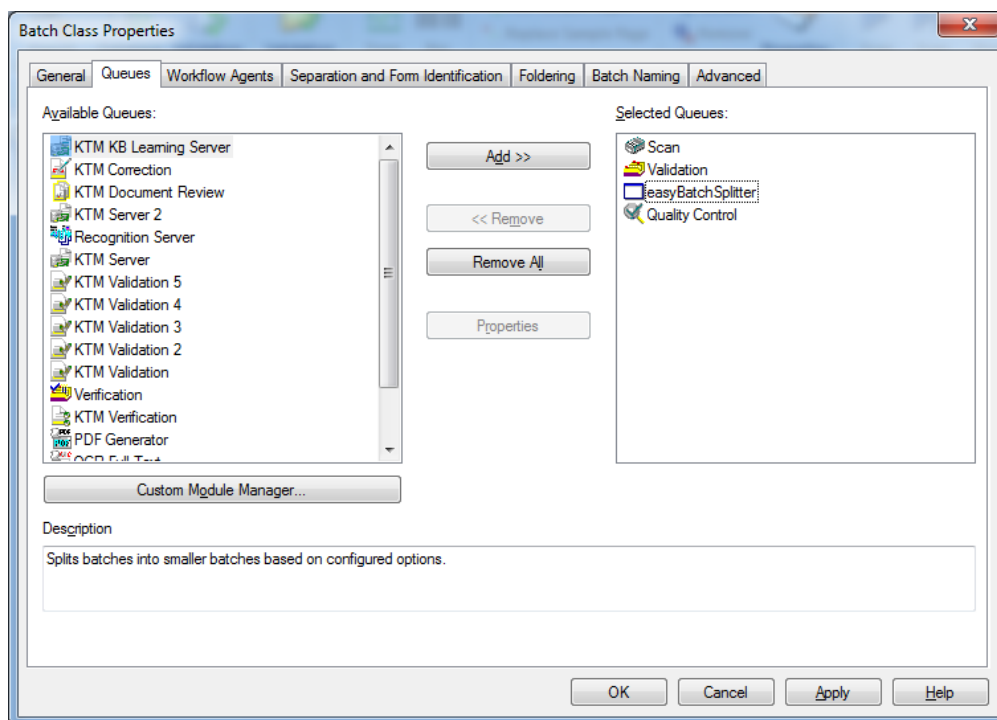 Batch Class Properties
General Queues Workflow Agents Separation and Form Identification Foldering Batch Naming Advanced
Available Queues:
KTM KB Learning Server
KTM Correction
KTM Document Review
KTM Server 2
Recognition Server
KTM Server
KTM Validation 5
KTM Validation 4
KTM Validation 3
KTM Validation 2
KTM Validation
Verification
KTM Verification
PDF Generator
OCR Full Text
Add >>
<< Remove
Remove All
Properties
Selected Queues:
Scan
Validation
easyBatchSplitter
Quality Control
Custom Module Manager...
Description
Splits batches into smaller batches based on configured options.
OK Cancel Apply Help